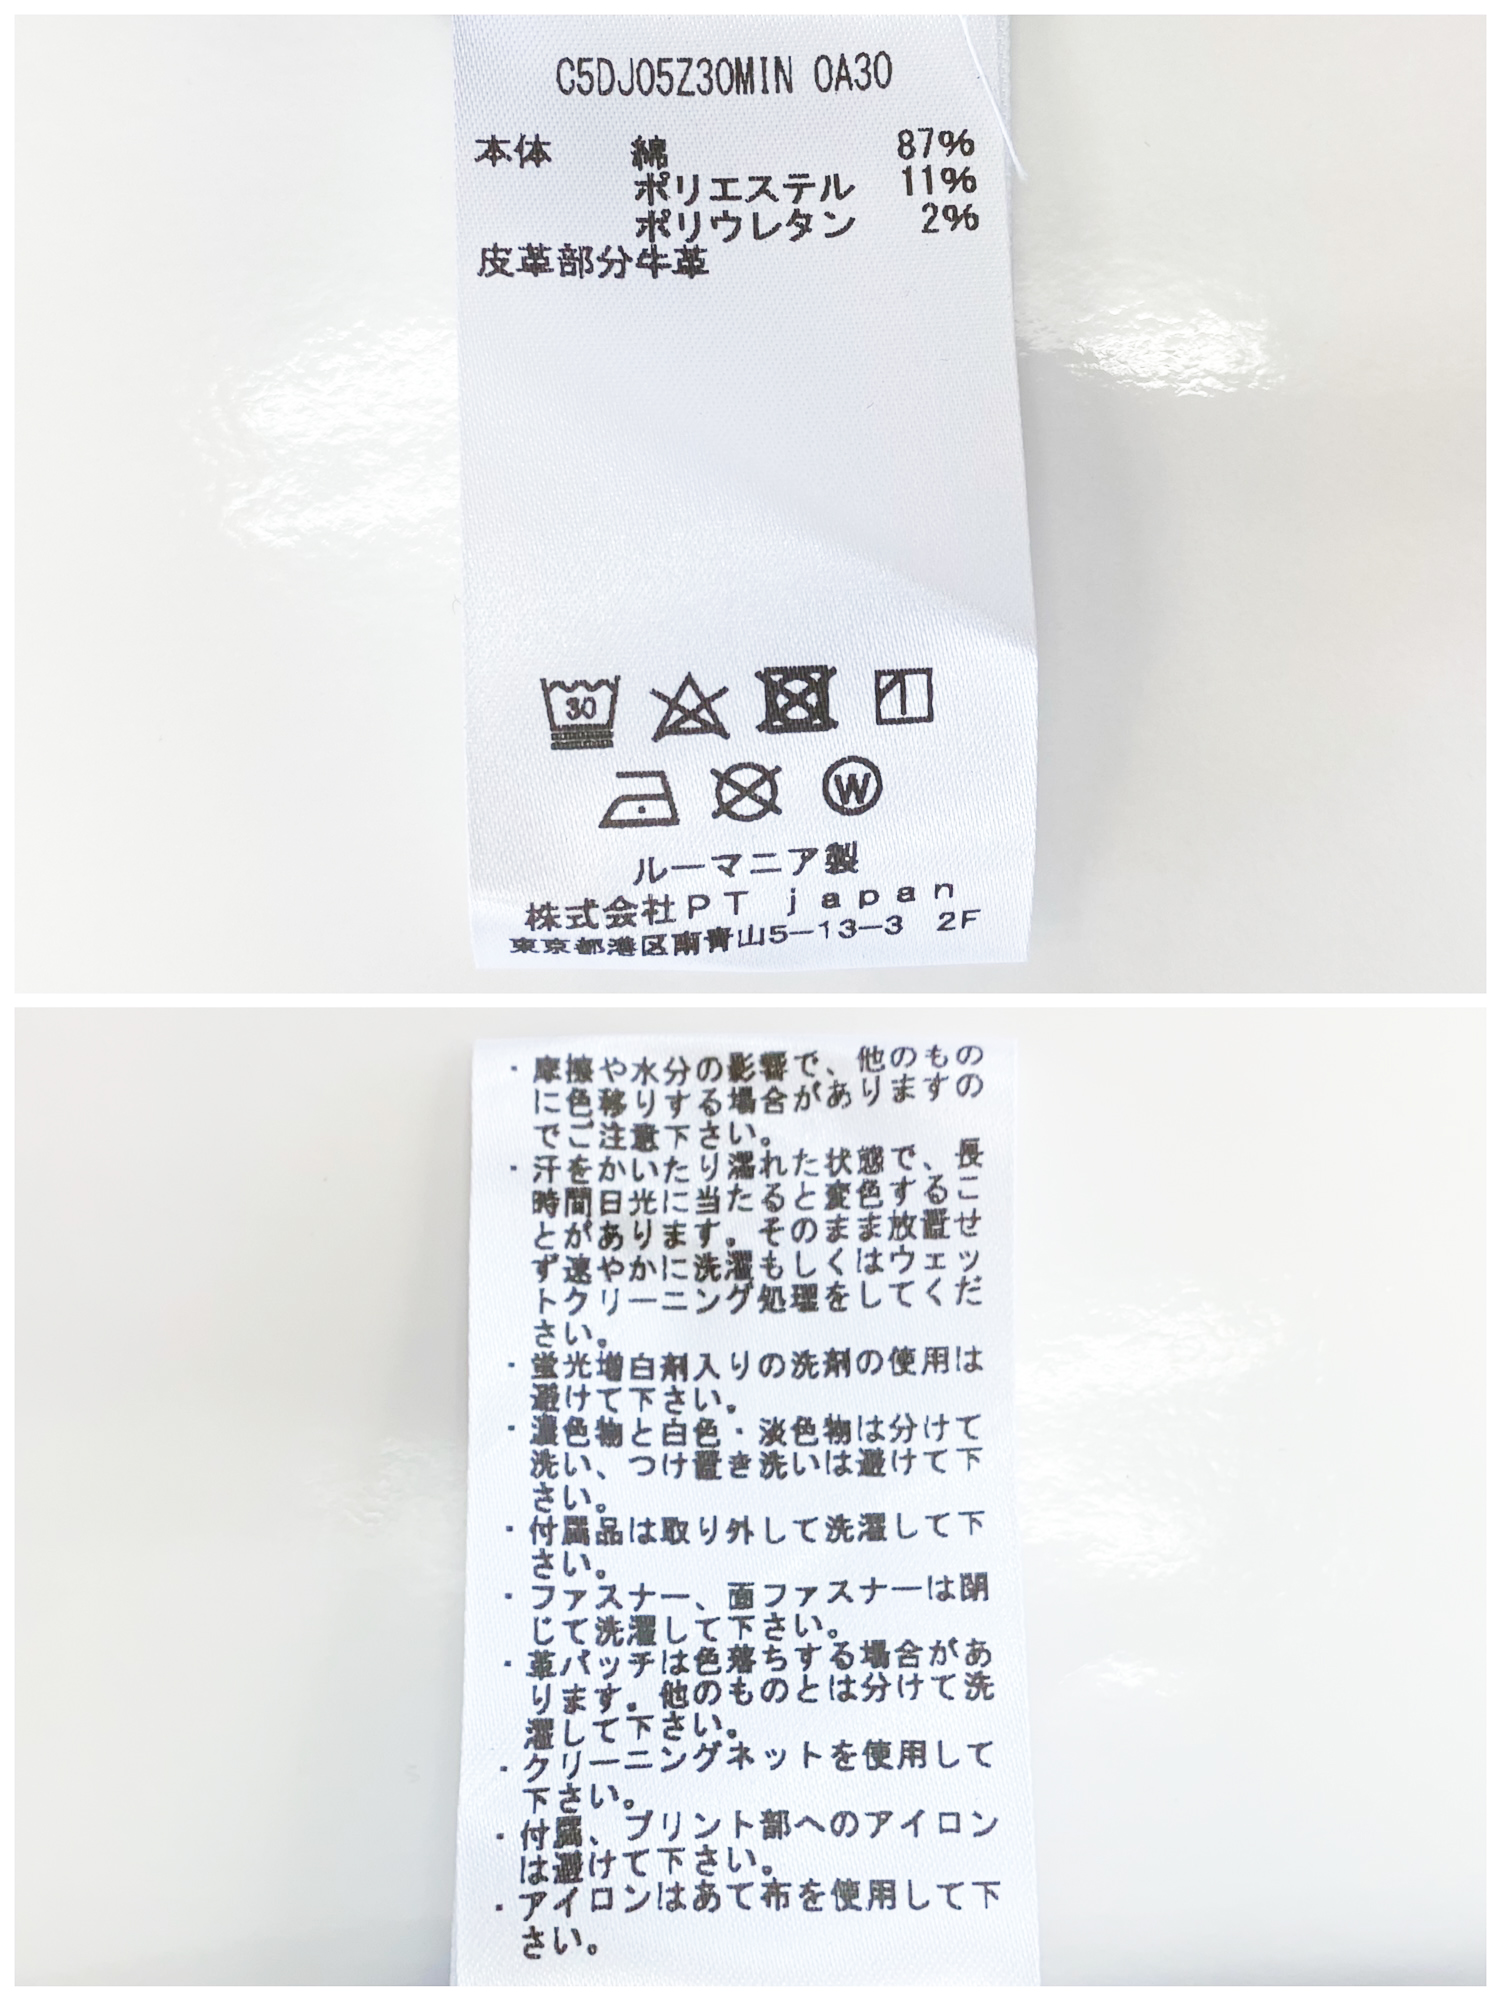 C5DJ05Z30MIN 0A30
本体 綿 87%
ポリエステル 11%
ポリウレタン 2%
皮革部分牛革
30
W
ルーマニア製
株式会社PT japan
東京都港区南青山5-13-3 2F
・摩擦や水分の影響で、他のもの
に色移りする場合がありますの
でご注意下さい。
・汗をかいたり濡れた状態で、長
時間日光に当たると変色するこ
とがあります。そのまま放置せ
ず速やかに洗濯もしくはウェッ
トクリーニング処理をしてくだ
さい。
・蛍光増白剤入りの洗剤の使用は
避けて下さい。
・濃色物と白色・淡色物は分けて
洗い、つけ置き洗いは避けて下
さい。
・付属品は取り外して洗濯して下
さい。
・ファスナー、面ファスナーは閉
じて洗濯して下さい。
・革パッチは色落ちする場合があ
ります。他のものとは分けて洗
濯して下さい。
・クリーニングネットを使用して
下さい。
・付属、プリント部へのアイロン
は避けて下さい。
・アイロンはあて布を使用して下
さい。